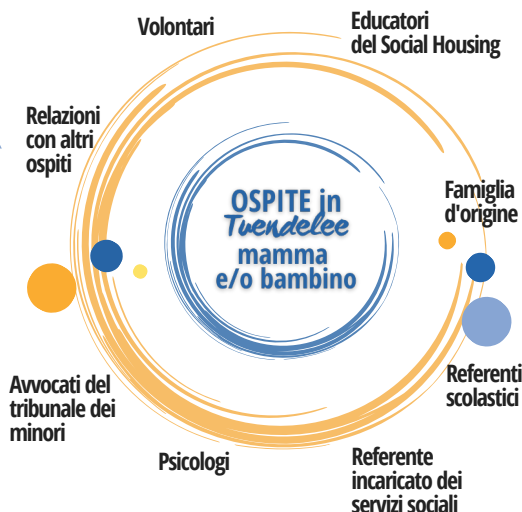 Volontari
Educatori
del Social Housing
Relazioni
con altri
ospiti
Famiglia
d'origine
OSPITE in
Tuendelee
mamma
e/o bambino
Avvocati del
tribunale dei
minori
Referenti
scolastici
Psicologi
Referente
incaricato dei
servizi sociali